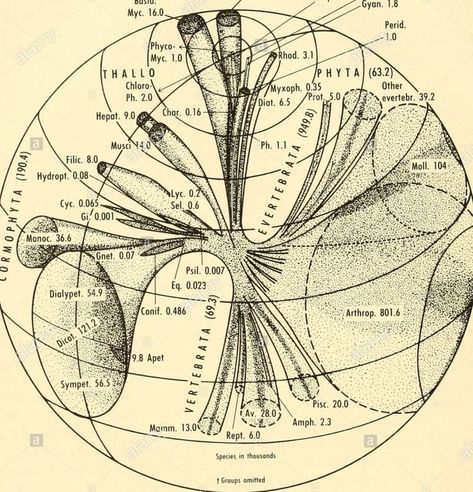 Basid.
Myc. 16.0
Gyan. 1.8
Perid.
1.0
Phyco-
Myc. 1.0
Rhod. 3.1
THALLO
PHYTA (63.2)
Myxoph. 0.35
Chloro-
Ph. 2.0
Diat. 6.5
Prot. 5.0
Other
evertebr. 39.2
Hepat. 9.0
Char. 0.16
Musci 14.0
Ph. 1.1
EVERTEBRATA (949.8)
Moll. 104
CORMOPHYTA (190.4)
Filic. 8.0
Hydropt. 0.08
Lyc. 0.2
Sel. 0.6
Cyc. 0.065
Gi. 0.001
Monoc. 36.6
Gnet. 0.07
Psil. 0.007
Eq. 0.023
Dialypet. 54.9
Conif. 0.486
Arthrop. 801.6
Dicot. 121.2
VERTEBRATA (69.3)
9.8 Apet
Sympet. 56.5
Pisc. 20.0
Av. 28.0
Mamm. 13.0
Amph. 2.3
Rept. 6.0
Species in thousands
† Groups omitted
alamy
a